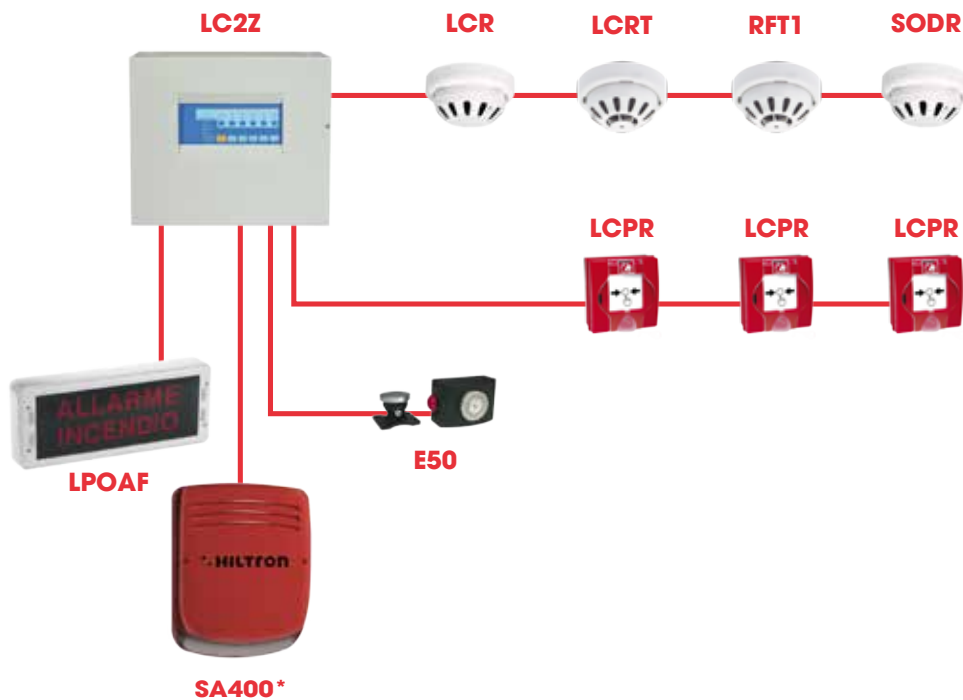 LC2Z
LCR
LCRT
RFT1
SODR
LCPR
LCPR
LCPR
ALLARME
INCENDIO
LPOAF
E50
HILTRON
SA400*